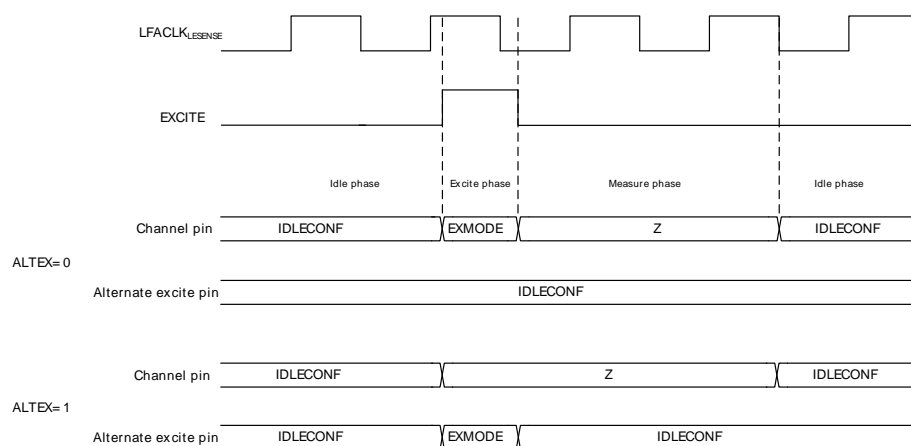 LFACLKLESENSE
EXCITE
Idle phase Excite phase Measure phase Idle phase
Channel pin IDLECONF EXMODE Z IDLECONF
ALTEX=0
Alternate excite pin IDLECONF
Channel pin IDLECONF Z IDLECONF
ALTEX=1
Alternate excite pin IDLECONF EXMODE IDLECONF